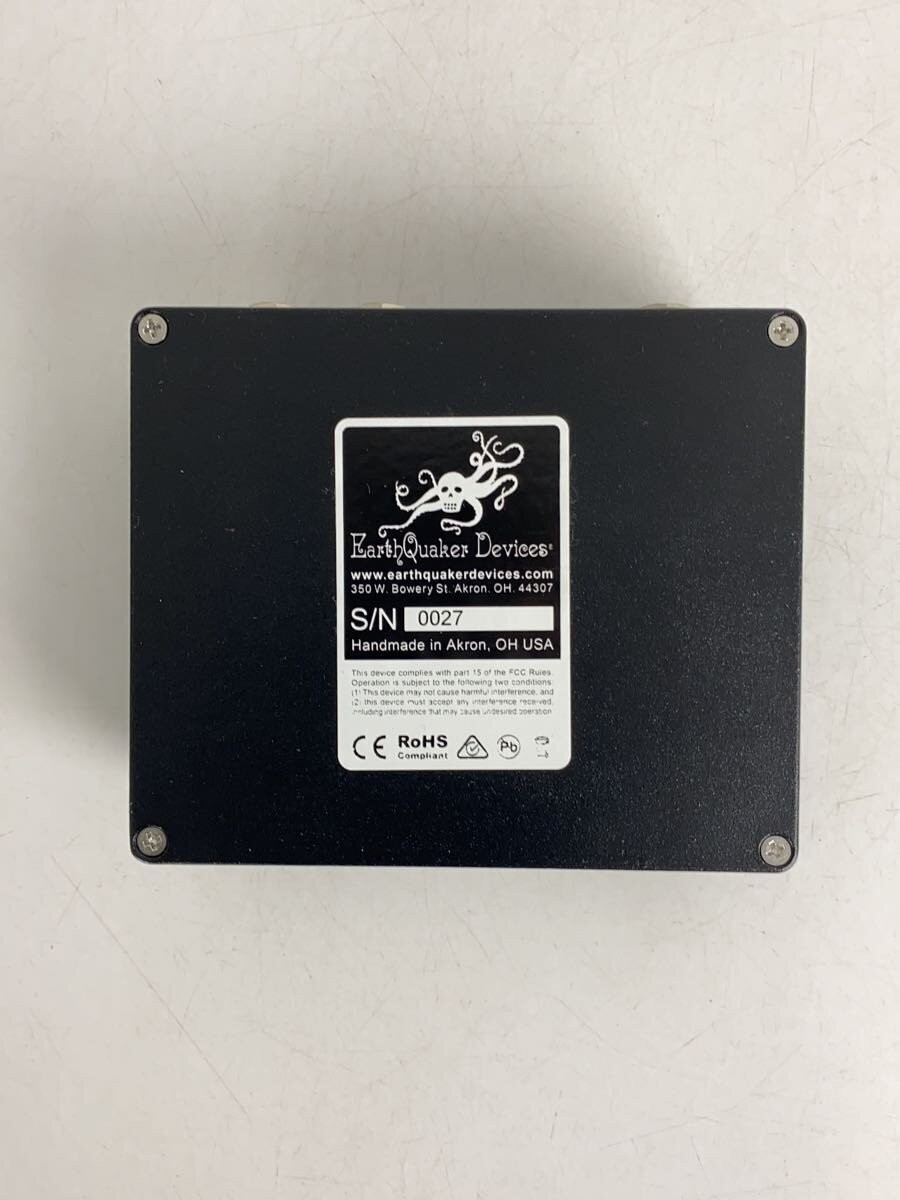 EarthQuaker Devices®
www.earthquakerdevices.com
350 W. Bowery St. Akron. OH. 44307
S/N 0027
Handmade in Akron, OH USA
This device complies with part 15 of the FCC Rules.
Operation is subject to the following two conditions:
(1) This device may not cause harmful interference, and
(2) this device must accept any interference received,
including interference that may cause undesired operation
CE RoHS Pb
Compliant